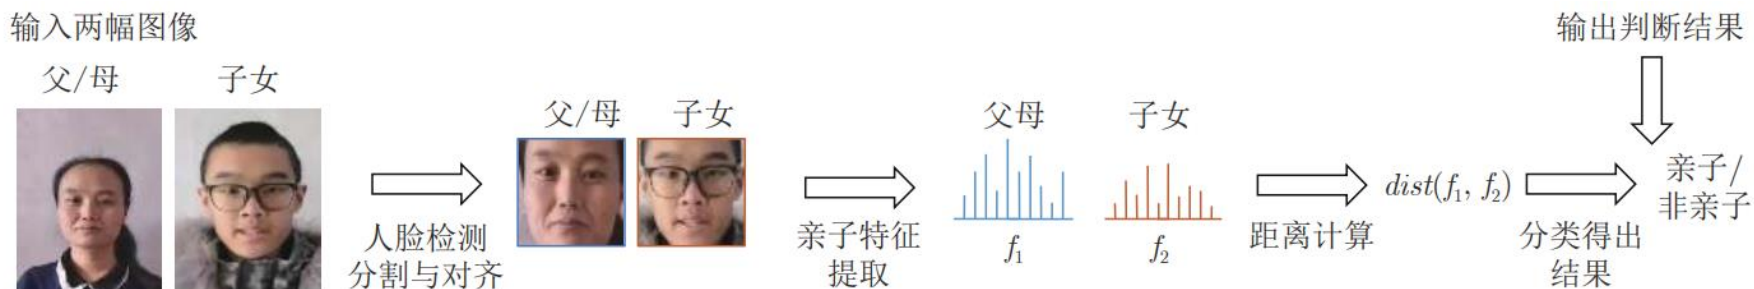 输入两幅图像
父/母
子女
人脸检测
分割与对齐
父/母
子女
亲子特征
提取
父母
子女
f₁
f₂
距离计算
dist(f₁, f₂)
分类得出
结果
输出判断结果
亲子/
非亲子